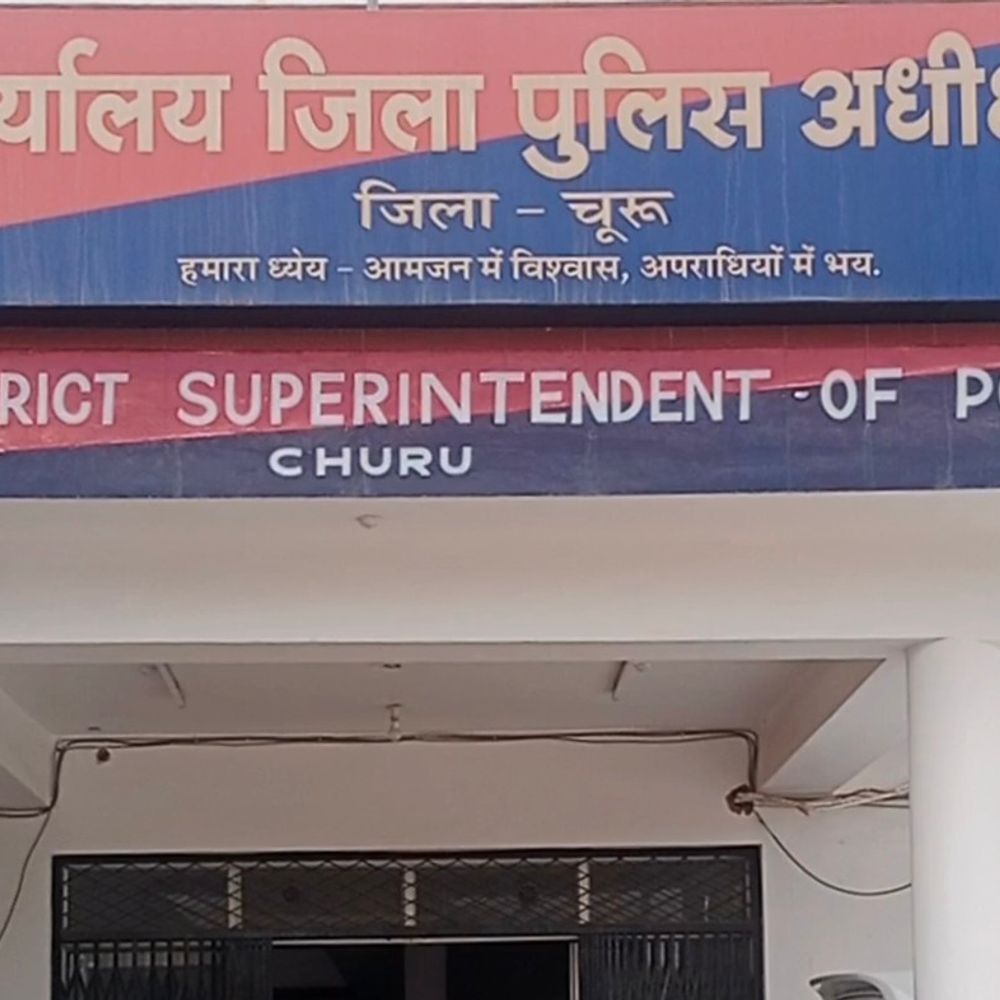 र्यालय जिला पुलिस अधी
जिला - चूरू
हमारा ध्येय - आमजन में विश्वास, अपराधियों में भय.
RICT SUPERINTENDENT - OF P
CHURU